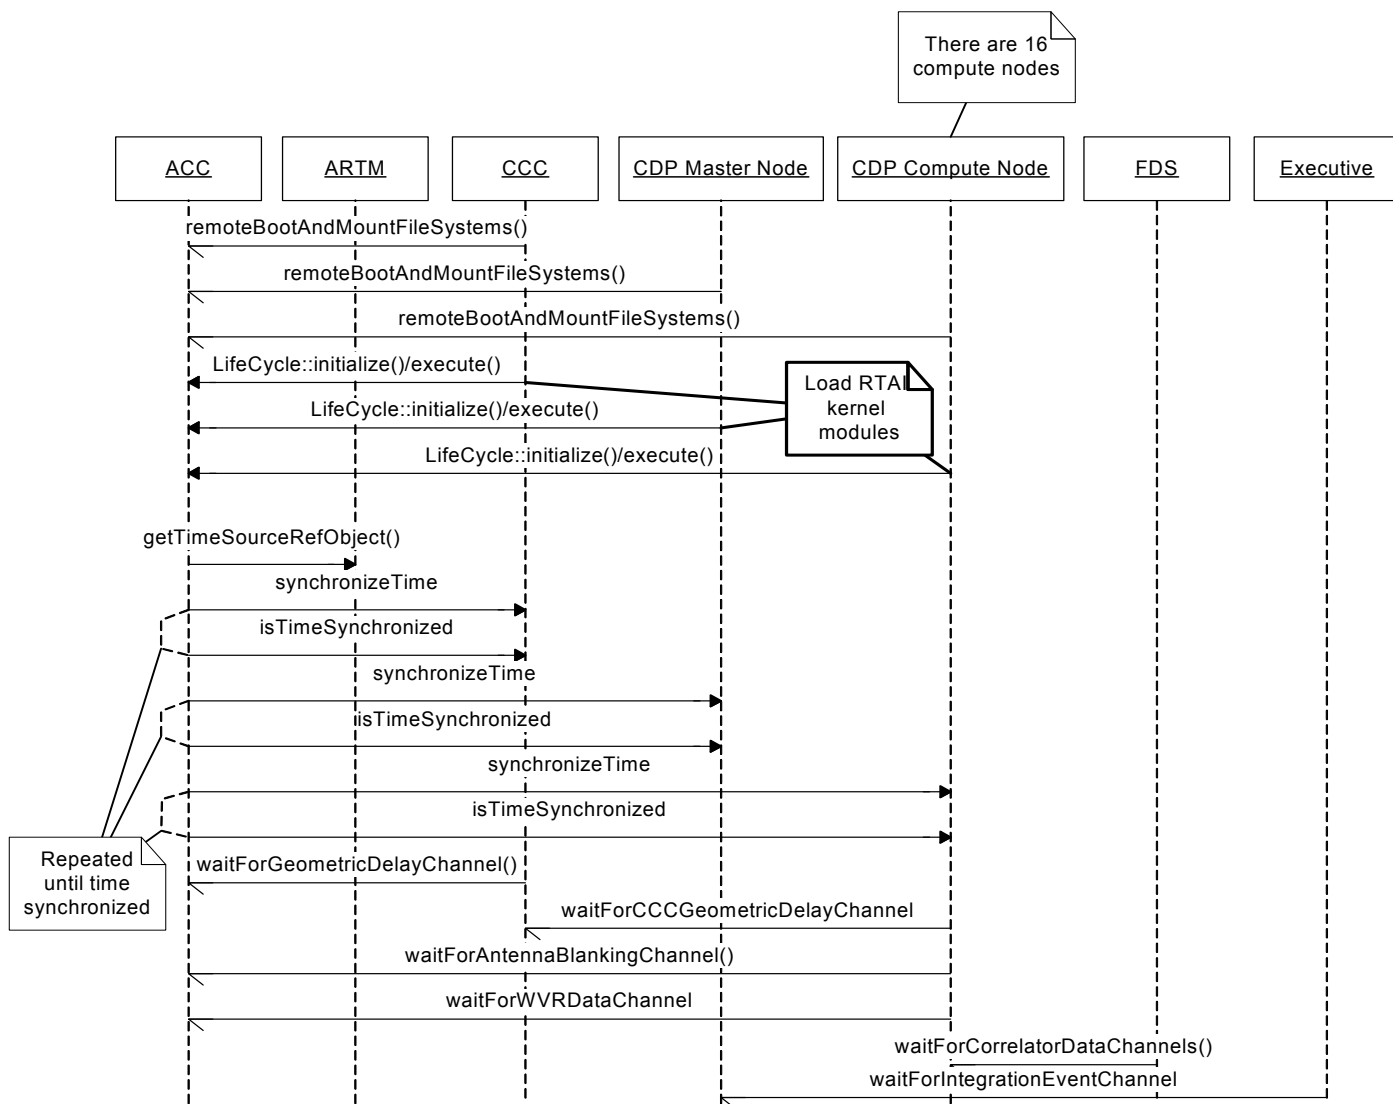 There are 16
compute nodes
ACC
ARTM
CCC
CDP Master Node
CDP Compute Node
FDS
Executive
remoteBootAndMountFileSystems()
remoteBootAndMountFileSystems()
remoteBootAndMountFileSystems()
LifeCycle::initialize()/execute()
Load RTAI
kernel
modules
LifeCycle::initialize()/execute()
LifeCycle::initialize()/execute()
getTimeSourceRefObject()
synchronizeTime
isTimeSynchronized
synchronizeTime
isTimeSynchronized
synchronizeTime
isTimeSynchronized
Repeated
until time
synchronized
waitForGeometricDelayChannel()
waitForCCCGeometricDelayChannel
waitForAntennaBlankingChannel()
waitForWVRDataChannel
waitForCorrelatorDataChannels()
waitForIntegrationEventChannel